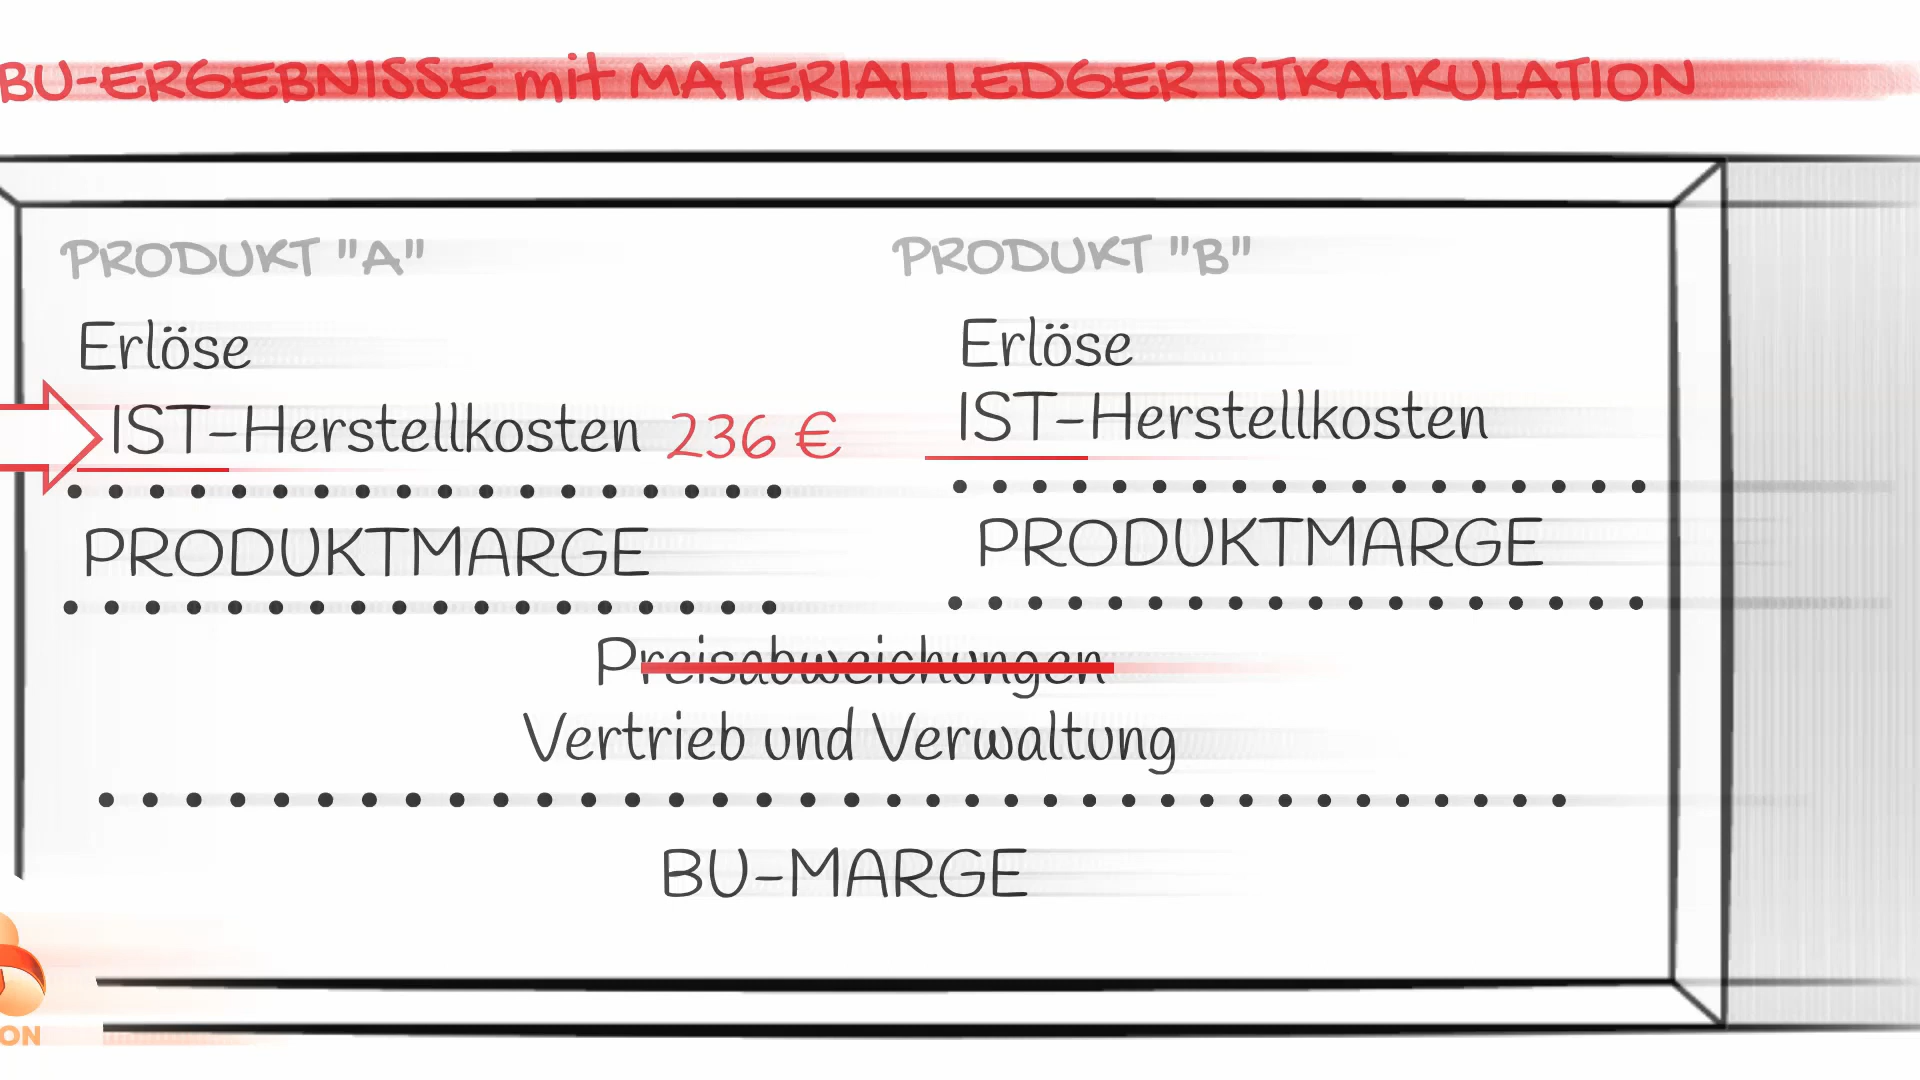 BU-ERGEBNISSE mit MATERIAL LEDGER ISTKALKULATION
PRODUKT "A"
Erlöse
IST-Herstellkosten 236 €
PRODUKTMARGE
PRODUKT "B"
Erlöse
IST-Herstellkosten
PRODUKTMARGE
Preisabweichungen
Vertrieb und Verwaltung
BU-MARGE
ON